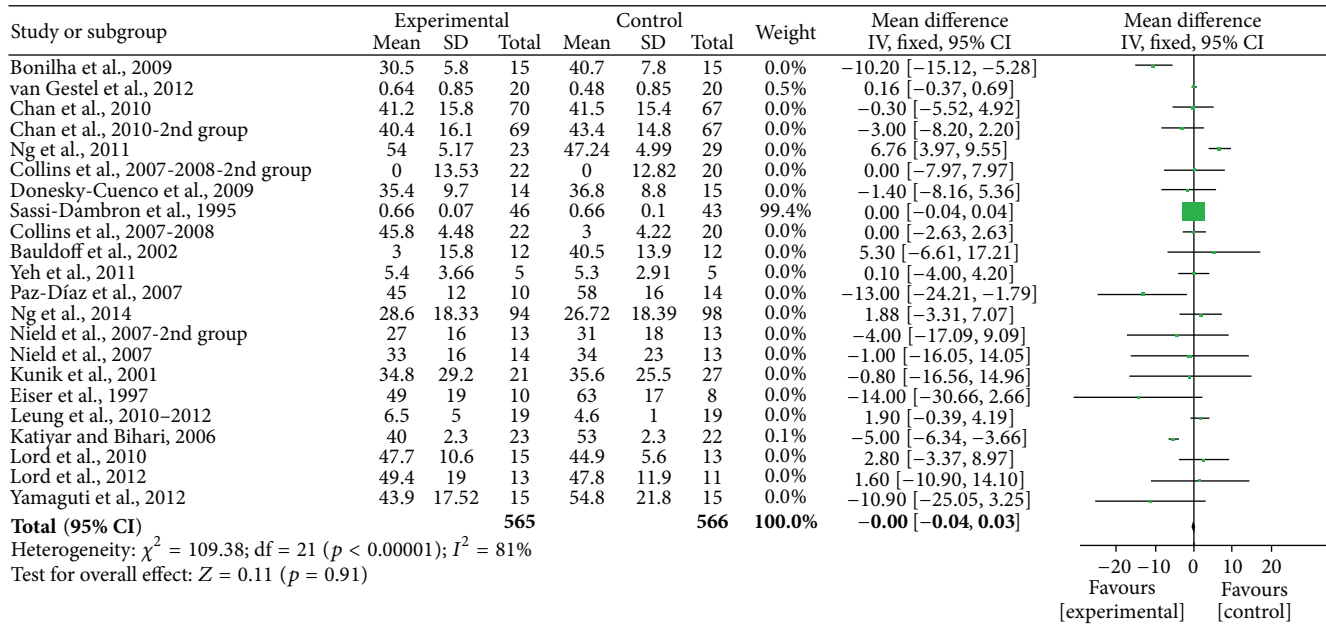 Study or subgroup Experimental Control Weight Mean difference Mean difference
Mean SD Total Mean SD Total IV, fixed, 95% CI IV, fixed, 95% CI
Bonilha et al., 2009 30.5 5.8 15 40.7 7.8 15 0.0% −10.20 [−15.12, −5.28]
van Gestel et al., 2012 0.64 0.85 20 0.48 0.85 20 0.5% 0.16 [−0.37, 0.69]
Chan et al., 2010 41.2 15.8 70 41.5 15.4 67 0.0% −0.30 [−5.52, 4.92]
Chan et al., 2010-2nd group 40.4 16.1 69 43.4 14.8 67 0.0% −3.00 [−8.20, 2.20]
Ng et al., 2011 54 5.17 23 47.24 4.99 29 0.0% 6.76 [3.97, 9.55]
Collins et al., 2007-2008-2nd group 0 13.53 22 0 12.82 20 0.0% 0.00 [−7.97, 7.97]
Donesky-Cuenco et al., 2009 35.4 9.7 14 36.8 8.8 15 0.0% −1.40 [−8.16, 5.36]
Sassi-Dambron et al., 1995 0.66 0.07 46 0.66 0.1 43 99.4% 0.00 [−0.04, 0.04]
Collins et al., 2007-2008 45.8 4.48 22 3 4.22 20 0.0% 0.00 [−2.63, 2.63]
Bauldoff et al., 2002 3 15.8 12 40.5 13.9 12 0.0% 5.30 [−6.61, 17.21]
Yeh et al., 2011 5.4 3.66 5 5.3 2.91 5 0.0% 0.10 [−4.00, 4.20]
Paz-Díaz et al., 2007 45 12 10 58 16 14 0.0% −13.00 [−24.21, −1.79]
Ng et al., 2014 28.6 18.33 94 26.72 18.39 98 0.0% 1.88 [−3.31, 7.07]
Nield et al., 2007-2nd group 27 16 13 31 18 13 0.0% −4.00 [−17.09, 9.09]
Nield et al., 2007 33 16 14 34 23 13 0.0% −1.00 [−16.05, 14.05]
Kunik et al., 2001 34.8 29.2 21 35.6 25.5 27 0.0% −0.80 [−16.56, 14.96]
Eiser et al., 1997 49 19 10 63 17 8 0.0% −14.00 [−30.66, 2.66]
Leung et al., 2010–2012 6.5 5 19 4.6 1 19 0.0% 1.90 [−0.39, 4.19]
Katiyar and Bihari, 2006 40 2.3 23 53 2.3 22 0.1% −5.00 [−6.34, −3.66]
Lord et al., 2010 47.7 10.6 15 44.9 5.6 13 0.0% 2.80 [−3.37, 8.97]
Lord et al., 2012 49.4 19 13 47.8 11.9 11 0.0% 1.60 [−10.90, 14.10]
Yamaguti et al., 2012 43.9 17.52 15 54.8 21.8 15 0.0% −10.90 [−25.05, 3.25]
Total (95% CI) 565 566 100.0% −0.00 [−0.04, 0.03]
Heterogeneity: χ² = 109.38; df = 21 (p < 0.00001); I² = 81%
Test for overall effect: Z = 0.11 (p = 0.91)
−20 −10 0 10 20
Favours Favours
[experimental] [control]